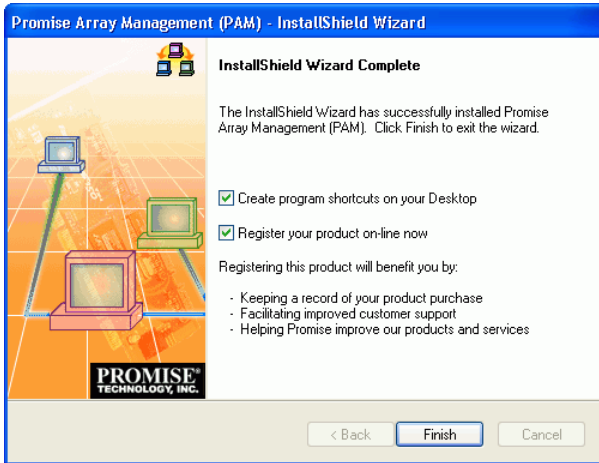 Promise Array Management (PAM) - InstallShield Wizard
InstallShield Wizard Complete
The InstallShield Wizard has successfully installed Promise
Array Management (PAM). Click Finish to exit the wizard.
Create program shortcuts on your Desktop
Register your product on-line now
Registering this product will benefit you by:
- Keeping a record of your product purchase
- Facilitating improved customer support
- Helping Promise improve our products and services
PROMISE®
TECHNOLOGY, INC.
< Back Finish Cancel